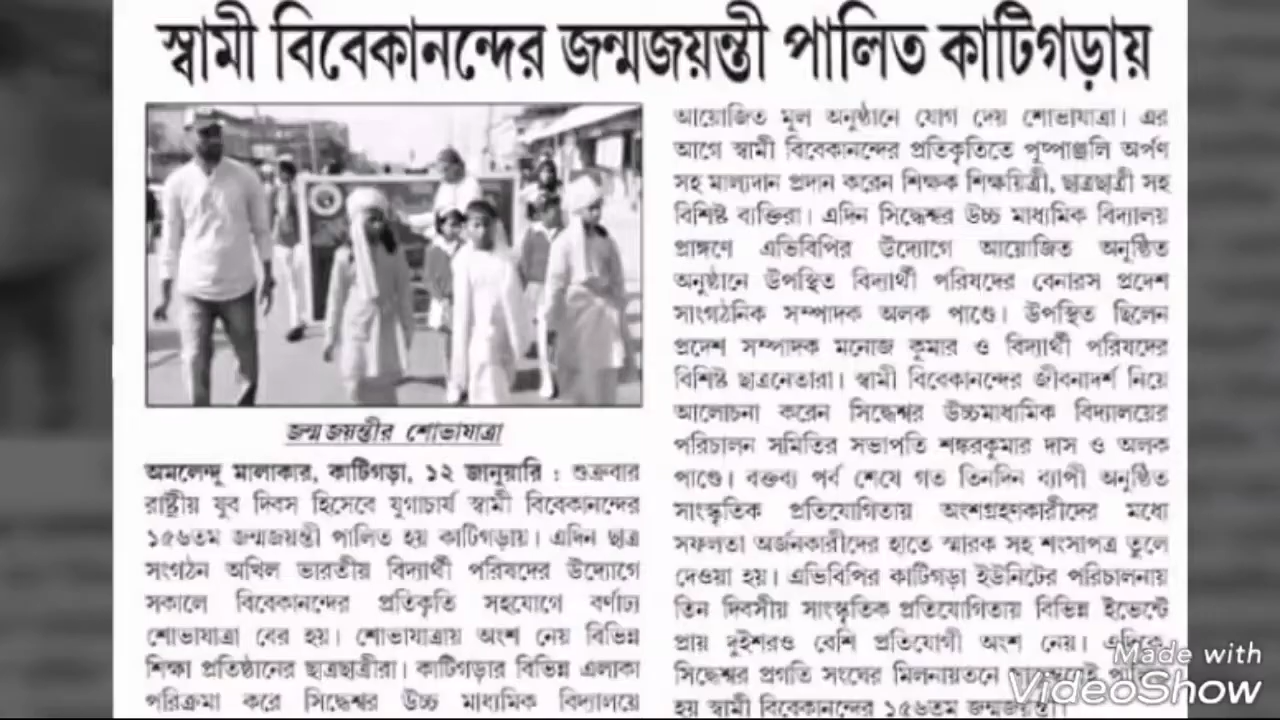 স্বামী বিবেকানন্দের জন্মজয়ন্তী পালিত কাটিগড়ায়
জন্মজয়ন্তীর শোভাযাত্রা
অমলেন্দু মালাকার, কাটিগড়া, ১২ জানুয়ারি : শুক্রবার
রাষ্ট্রীয় যুব দিবস হিসেবে যুগাচার্য স্বামী বিবেকানন্দের
১৫৬তম জন্মজয়ন্তী পালিত হয় কাটিগড়ায়। এদিন ছাত্র
সংগঠন অখিল ভারতীয় বিদ্যার্থী পরিষদের উদ্যোগে
সকালে বিবেকানন্দের প্রতিকৃতি সহযোগে বর্ণাঢ্য
শোভাযাত্রা বের হয়। শোভাযাত্রায় অংশ নেয় বিভিন্ন
শিক্ষা প্রতিষ্ঠানের ছাত্রছাত্রীরা। কাটিগড়ার বিভিন্ন এলাকা
পরিক্রমা করে সিদ্ধেশ্বর উচ্চ মাধ্যমিক বিদ্যালয়ে
আয়োজিত মূল অনুষ্ঠানে যোগ দেয় শোভাযাত্রা। এর
আগে স্বামী বিবেকানন্দের প্রতিকৃতিতে পুষ্পাঞ্জলি অর্পণ
সহ মাল্যদান প্রদান করেন শিক্ষক শিক্ষয়িত্রী, ছাত্রছাত্রী সহ
বিশিষ্ট ব্যক্তিরা। এদিন সিদ্ধেশ্বর উচ্চ মাধ্যমিক বিদ্যালয়
প্রাঙ্গণে এভিবিপির উদ্যোগে আয়োজিত অনুষ্ঠিত
অনুষ্ঠানে উপস্থিত বিদ্যার্থী পরিষদের বেনারস প্রদেশ
সাংগঠনিক সম্পাদক অলক পাণ্ডে। উপস্থিত ছিলেন
প্রদেশ সম্পাদক মনোজ কুমার ও বিদ্যার্থী পরিষদের
বিশিষ্ট ছাত্রনেতারা। স্বামী বিবেকানন্দের জীবনাদর্শ নিয়ে
আলোচনা করেন সিদ্ধেশ্বর উচ্চমাধ্যমিক বিদ্যালয়ের
পরিচালন সমিতির সভাপতি শঙ্করকুমার দাস ও অলক
পাণ্ডে। বক্তব্য পর্ব শেষে গত তিনদিন ব্যাপী অনুষ্ঠিত
সাংস্কৃতিক প্রতিযোগিতায় অংশগ্রহণকারীদের মধ্যে
সফলতা অর্জনকারীদের হাতে স্মারক সহ শংসাপত্র তুলে
দেওয়া হয়। এভিবিপির কাটিগড়া ইউনিটের পরিচালনায়
তিন দিবসীয় সাংস্কৃতিক প্রতিযোগিতায় বিভিন্ন ইভেন্টে
প্রায় দুইশরও বেশি প্রতিযোগী অংশ নেয়। এদিকে,
সিদ্ধেশ্বর প্রগতি সংঘের মিলনায়তনে
হয় স্বামী বিবেকানন্দের ১৫৬তম জন্মজয়ন্তী।
Made with
VideoShow